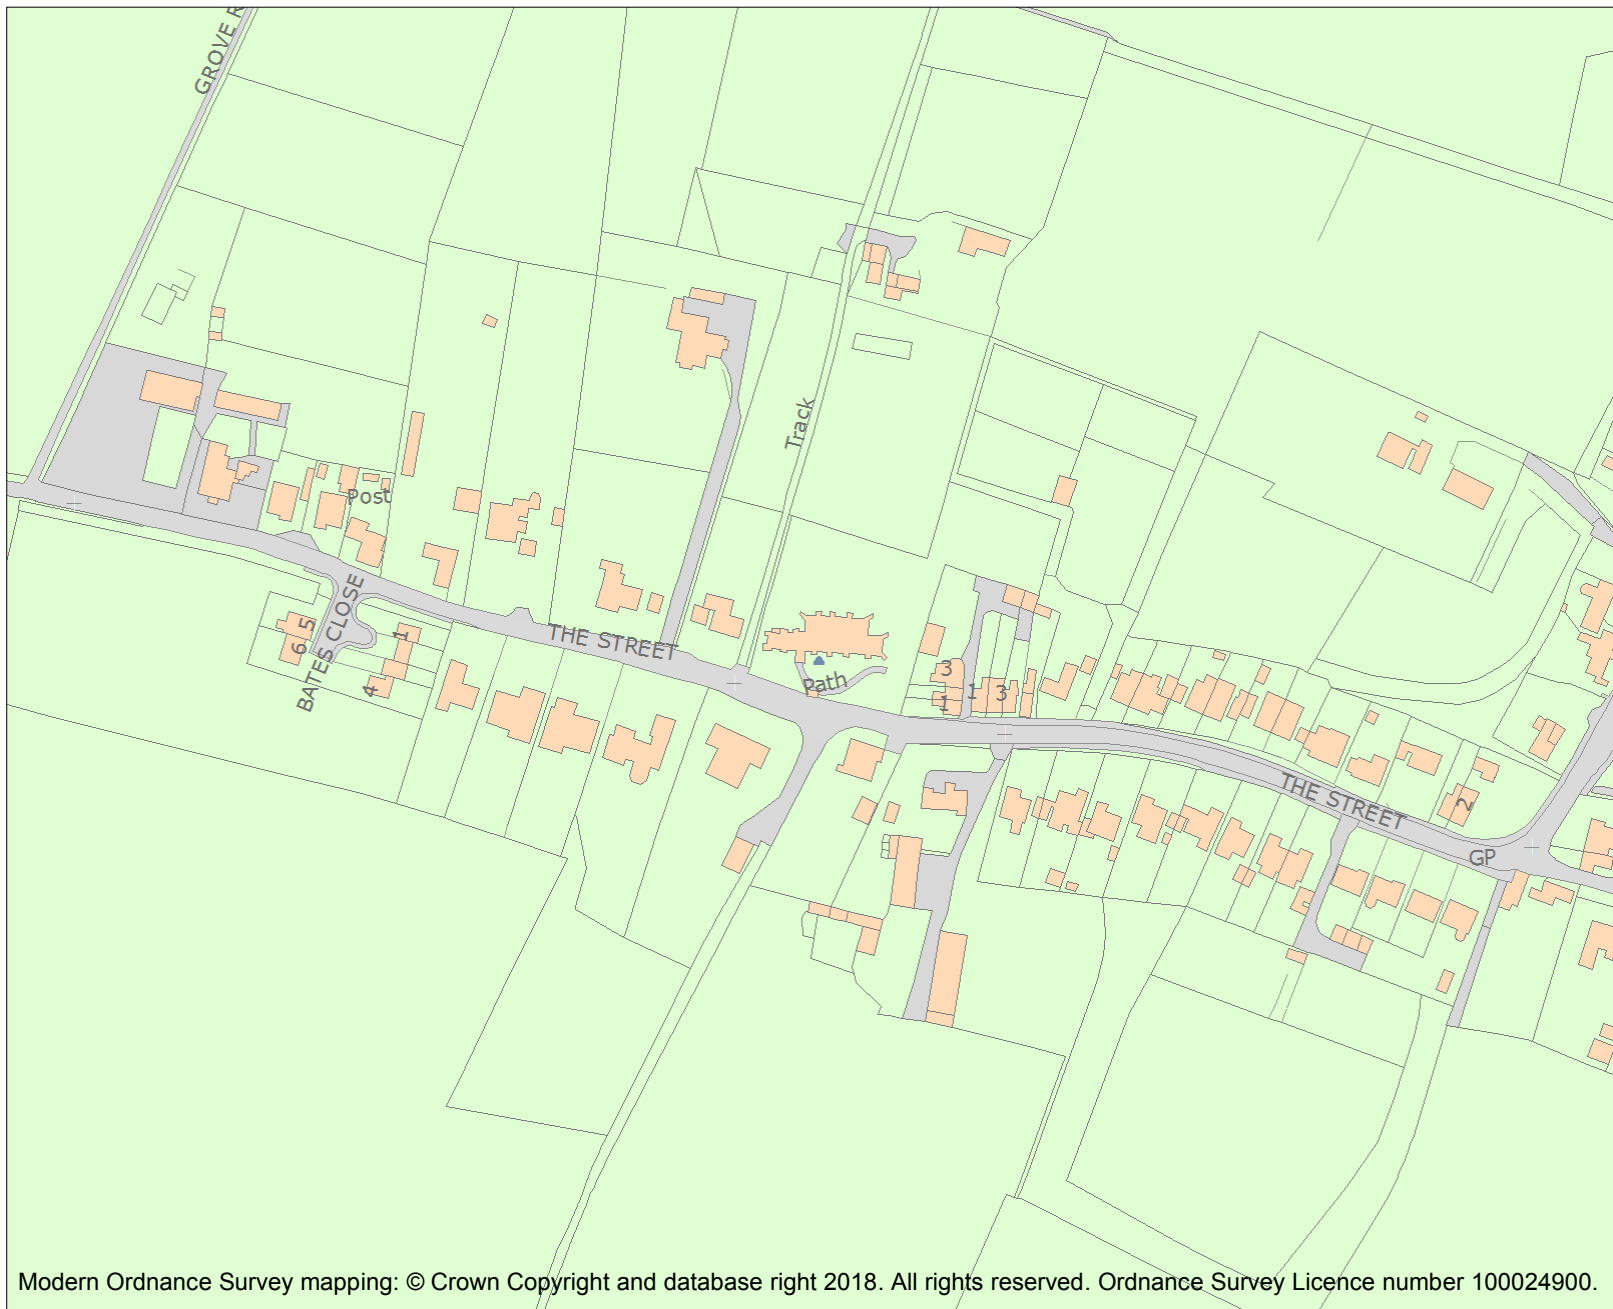 GROVE R
Track
Post
BATES CLOSE
5
6
1
4
THE STREET
Path
3
1
1
3
THE STREET
2
GP
Modern Ordnance Survey mapping: © Crown Copyright and database right 2018. All rights reserved. Ordnance Survey Licence number 100024900.